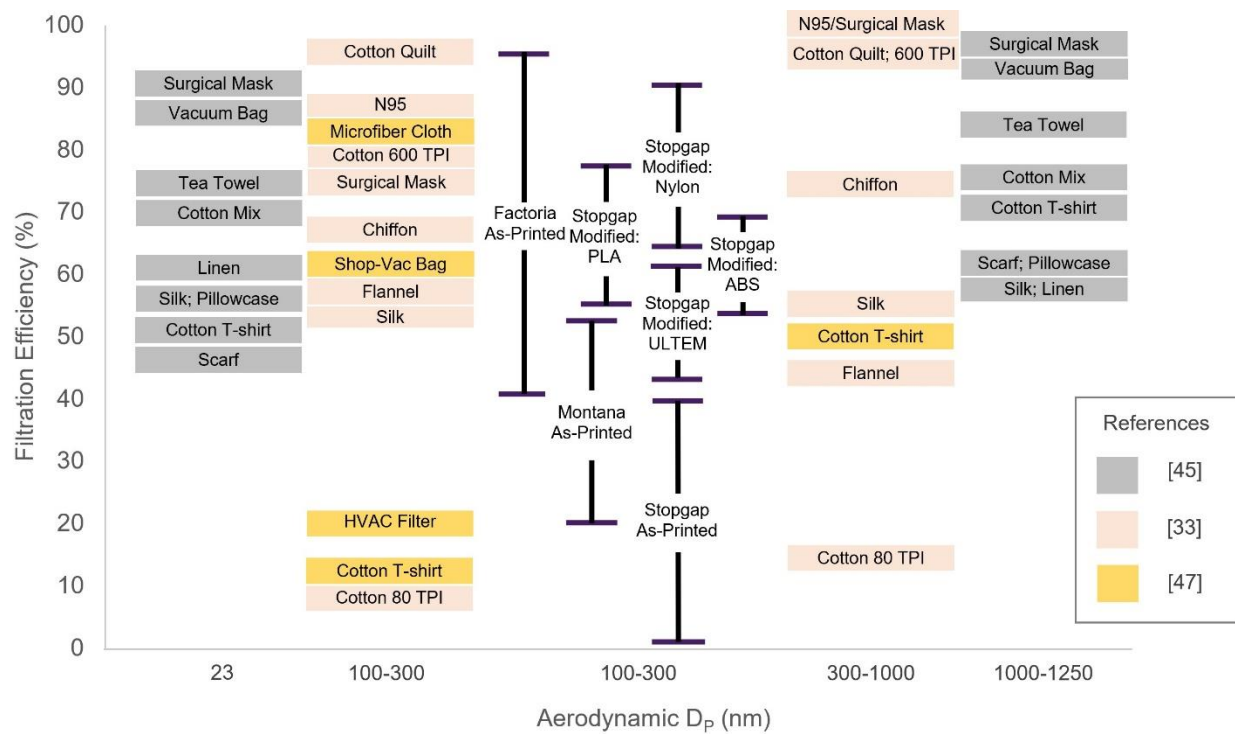 Filtration Efficiency (%)
100
90
80
70
60
50
40
30
20
10
0
Surgical Mask
Vacuum Bag
Tea Towel
Cotton Mix
Linen
Silk; Pillowcase
Cotton T-shirt
Scarf
Cotton Quilt
N95
Microfiber Cloth
Cotton 600 TPI
Surgical Mask
Chiffon
Shop-Vac Bag
Flannel
Silk
HVAC Filter
Cotton T-shirt
Cotton 80 TPI
Factoria
As-Printed
Stopgap
Modified:
PLA
Montana
As-Printed
Stopgap
Modified:
Nylon
Stopgap
Modified:
ULTEM
Stopgap
As-Printed
Stopgap
Modified:
ABS
N95/Surgical Mask
Cotton Quilt; 600 TPI
Chiffon
Silk
Cotton T-shirt
Flannel
Cotton 80 TPI
Surgical Mask
Vacuum Bag
Tea Towel
Cotton Mix
Cotton T-shirt
Scarf; Pillowcase
Silk; Linen
References
[45]
[33]
[47]
23
100-300
100-300
300-1000
1000-1250
Aerodynamic DP (nm)